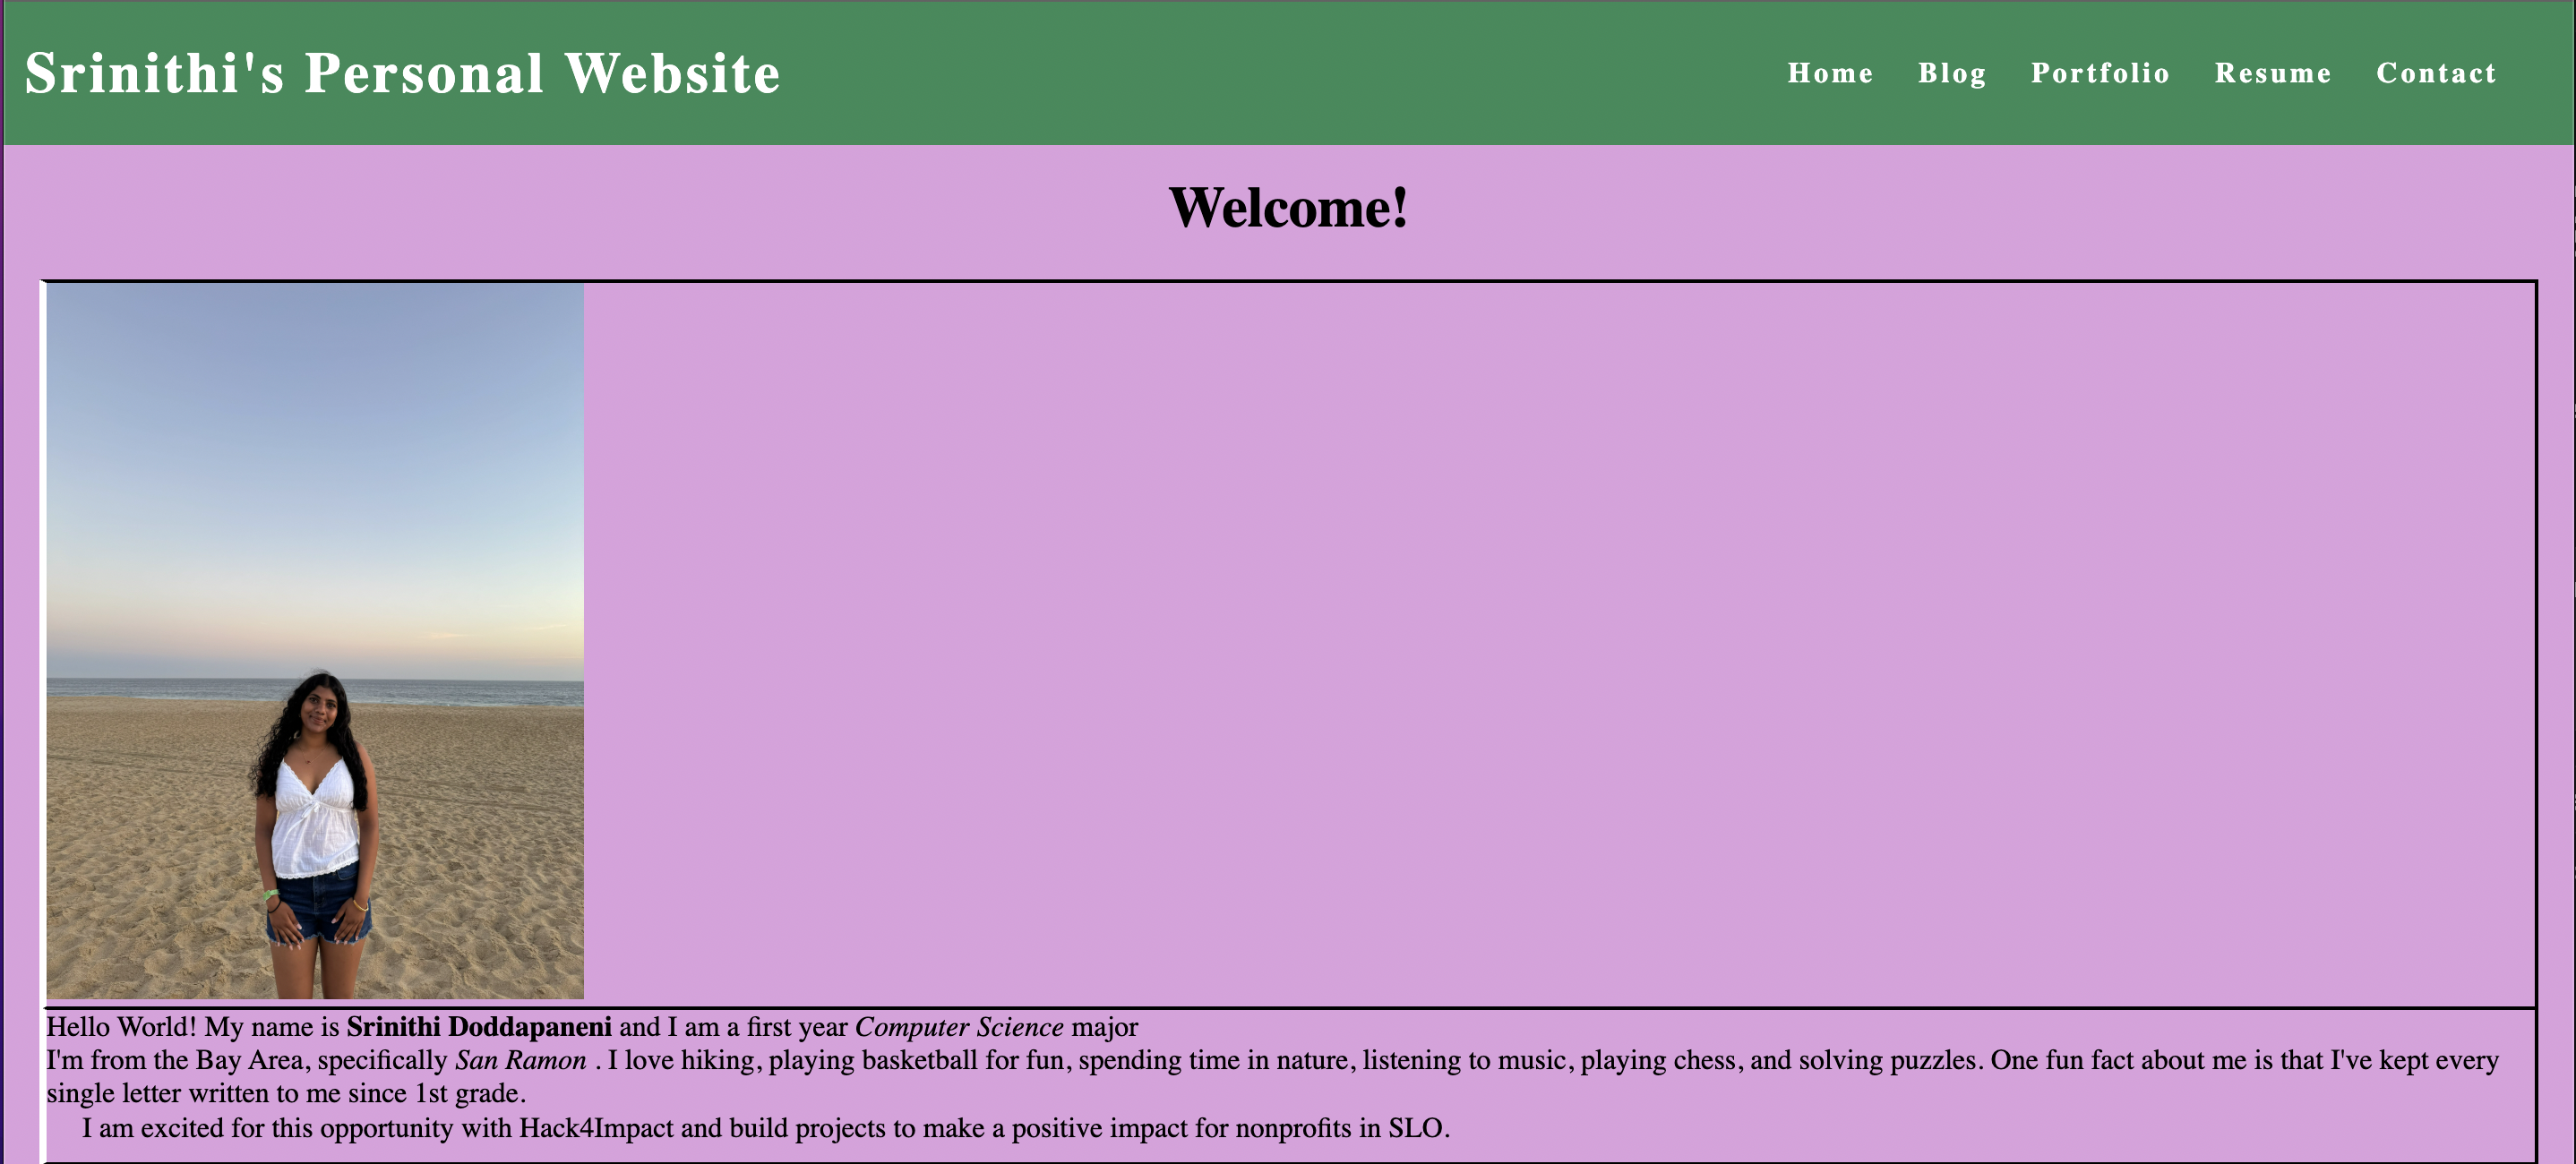 Srinithi's Personal Website
Home Blog Portfolio Resume Contact
Welcome!
Hello World! My name is Srinithi Doddapaneni and I am a first year Computer Science major
I'm from the Bay Area, specifically San Ramon . I love hiking, playing basketball for fun, spending time in nature, listening to music, playing chess, and solving puzzles. One fun fact about me is that I've kept every
single letter written to me since 1st grade.
I am excited for this opportunity with Hack4Impact and build projects to make a positive impact for nonprofits in SLO.